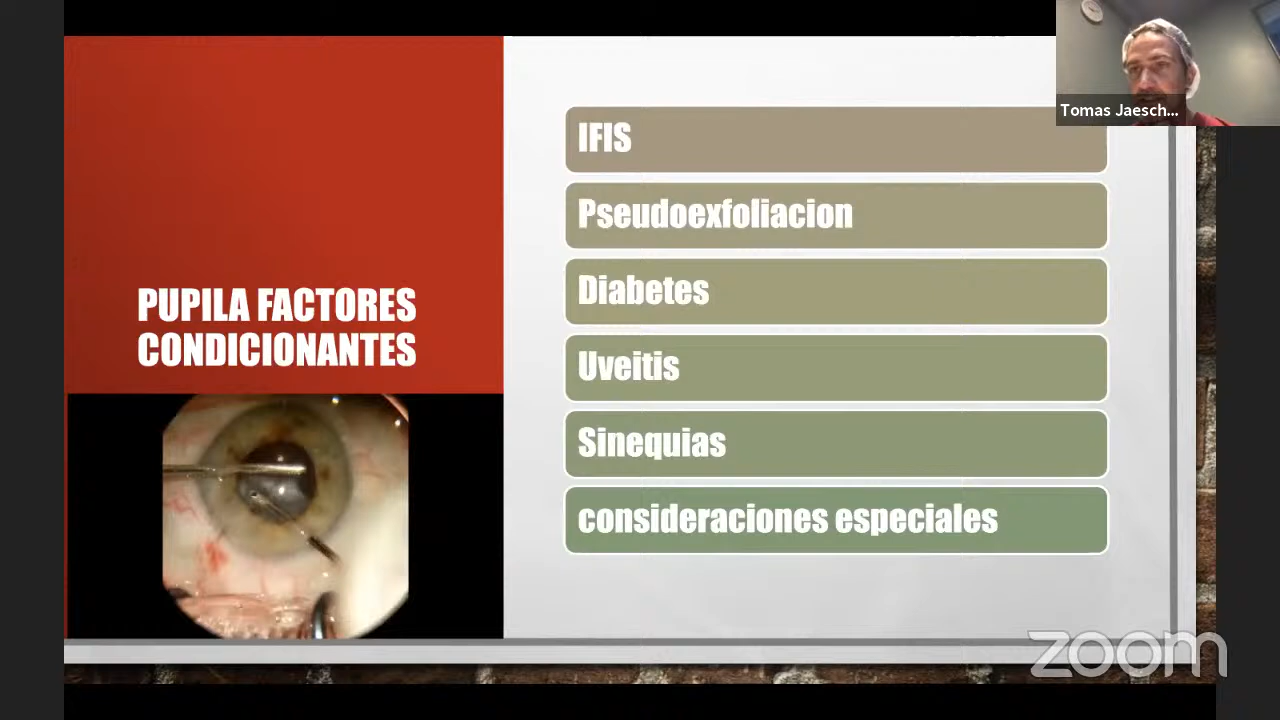 PUPILA FACTORES
CONDICIONANTES
IFIS
Pseudoexfoliacion
Diabetes
Uveitis
Sinequias
consideraciones especiales
Tomas Jaesch...
zoom